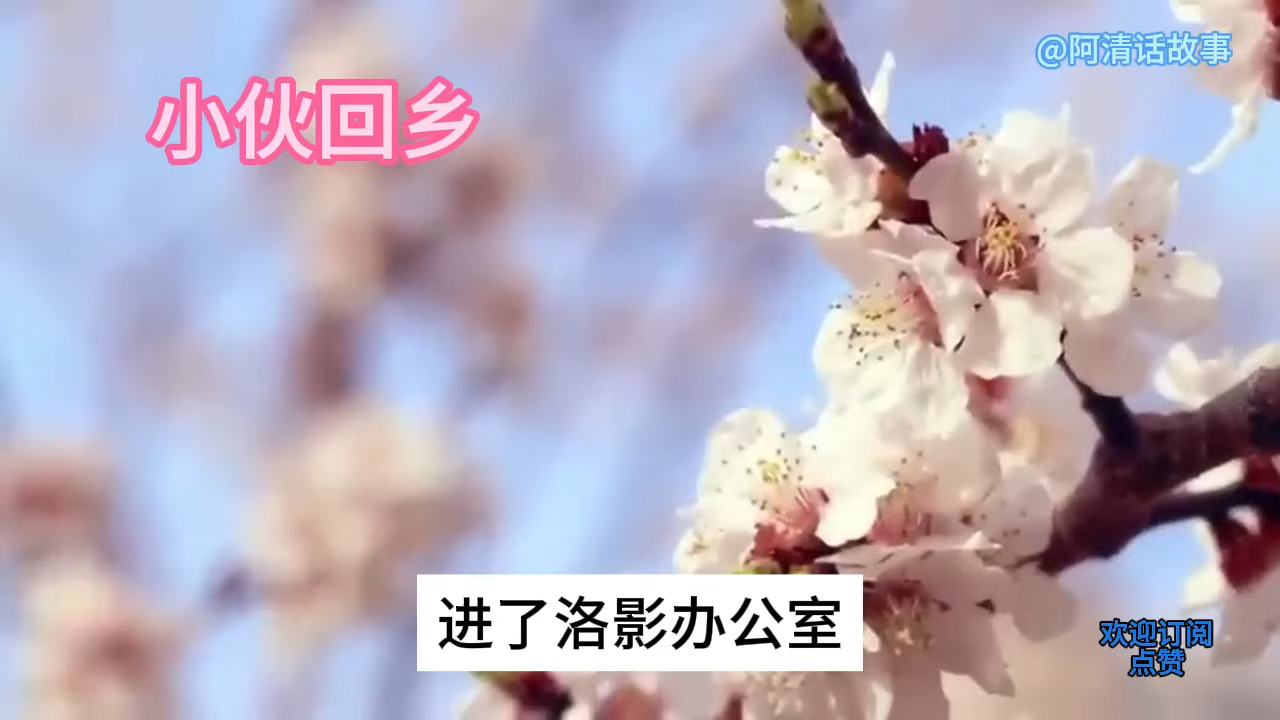 @阿清话故事
小伙回乡
进了洛影办公室
欢迎订阅
点赞